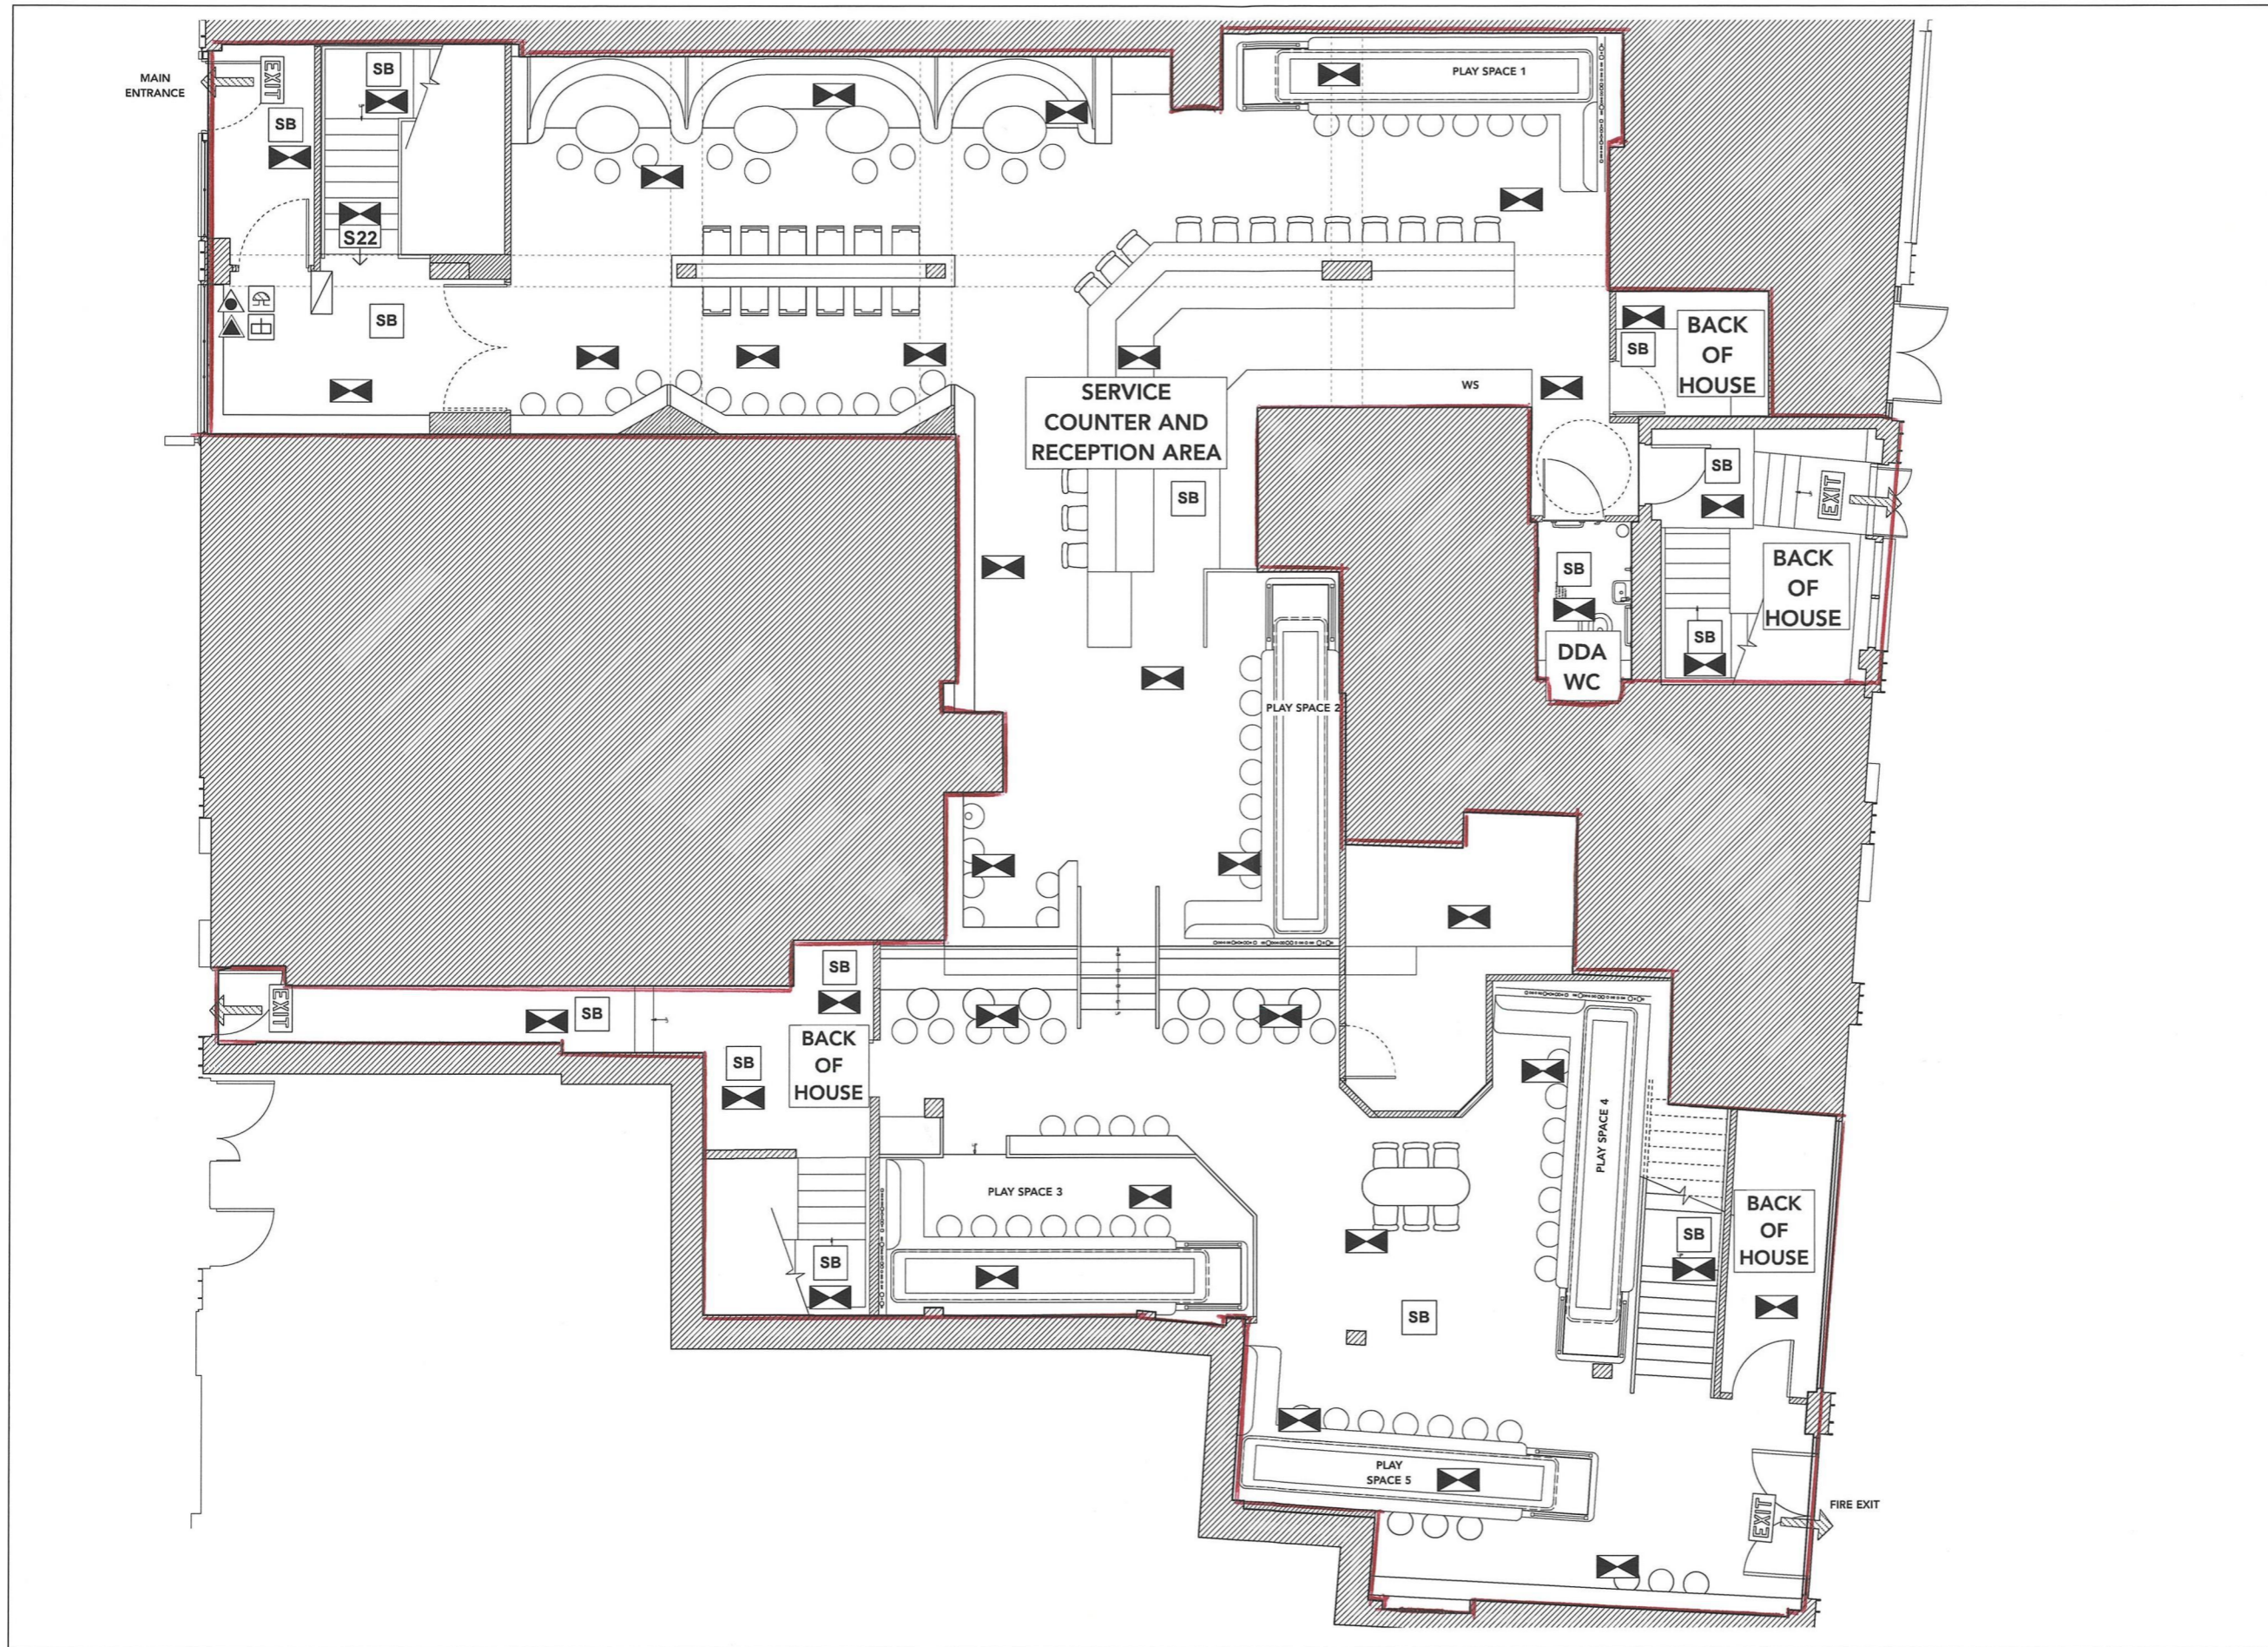 MAIN
ENTRANCE
EXIT
SB
SB
S22
SB
PLAY SPACE 1
SERVICE
COUNTER AND
RECEPTION AREA
WS
SB
BACK
OF
HOUSE
SB
SB
EXIT
BACK
OF
HOUSE
SB
SB
DDA
WC
PLAY SPACE 2
EXIT
SB
SB
SB
BACK
OF
HOUSE
SB
PLAY SPACE 3
PLAY SPACE 4
SB
BACK
OF
HOUSE
SB
PLAY
SPACE 5
EXIT
FIRE EXIT